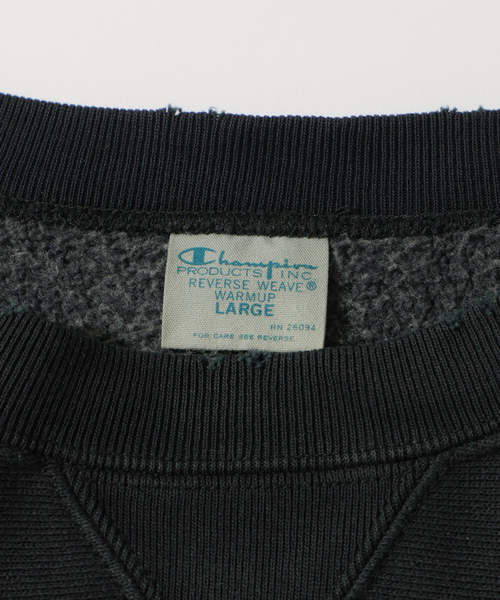 Champion
PRODUCTS INC.
REVERSE WEAVE®
WARMUP
LARGE
RN 26094
FOR CARE SEE REVERSE